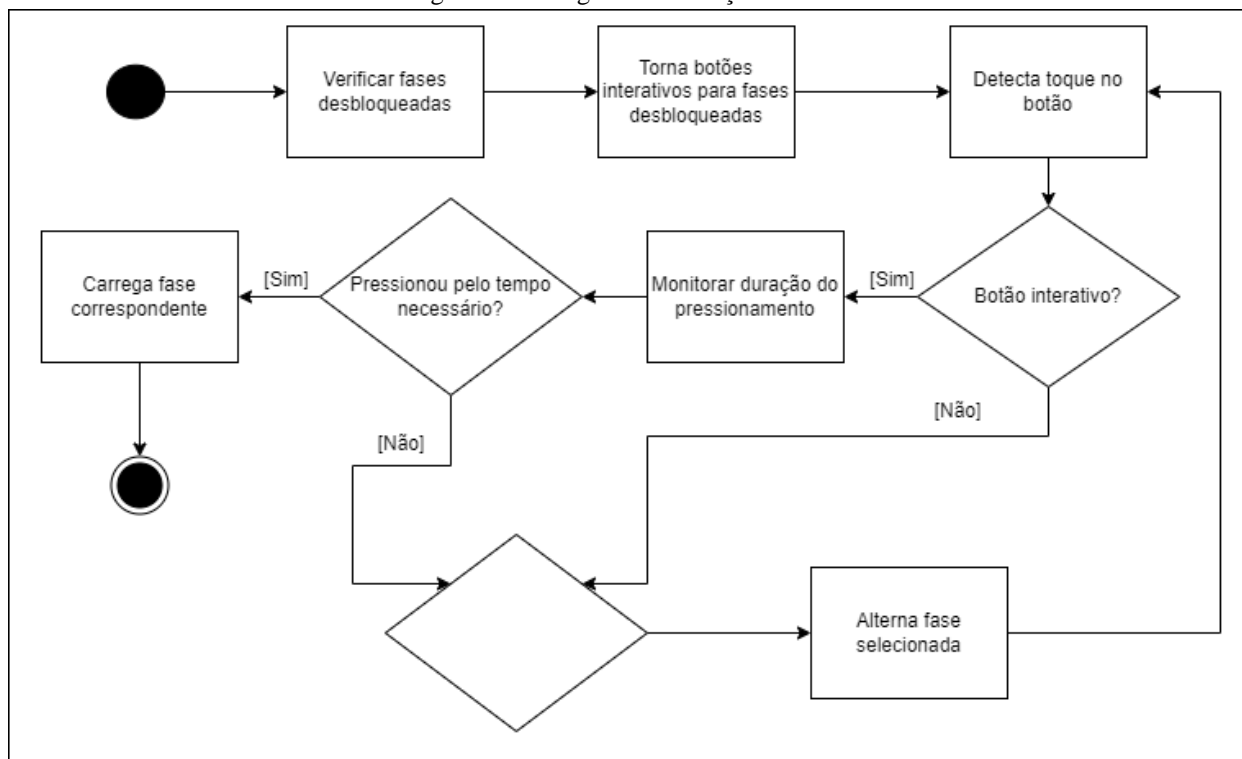 Verificar fases
desbloqueadas
Torna botões
interativos para fases
desbloqueadas
Detecta toque no
botão
Carrega fase
correspondente
[Sim]
Pressionou pelo tempo
necessário?
Monitorar duração do
pressionamento
[Sim]
Botão interativo?
[Não]
[Não]
Alterna fase
selecionada